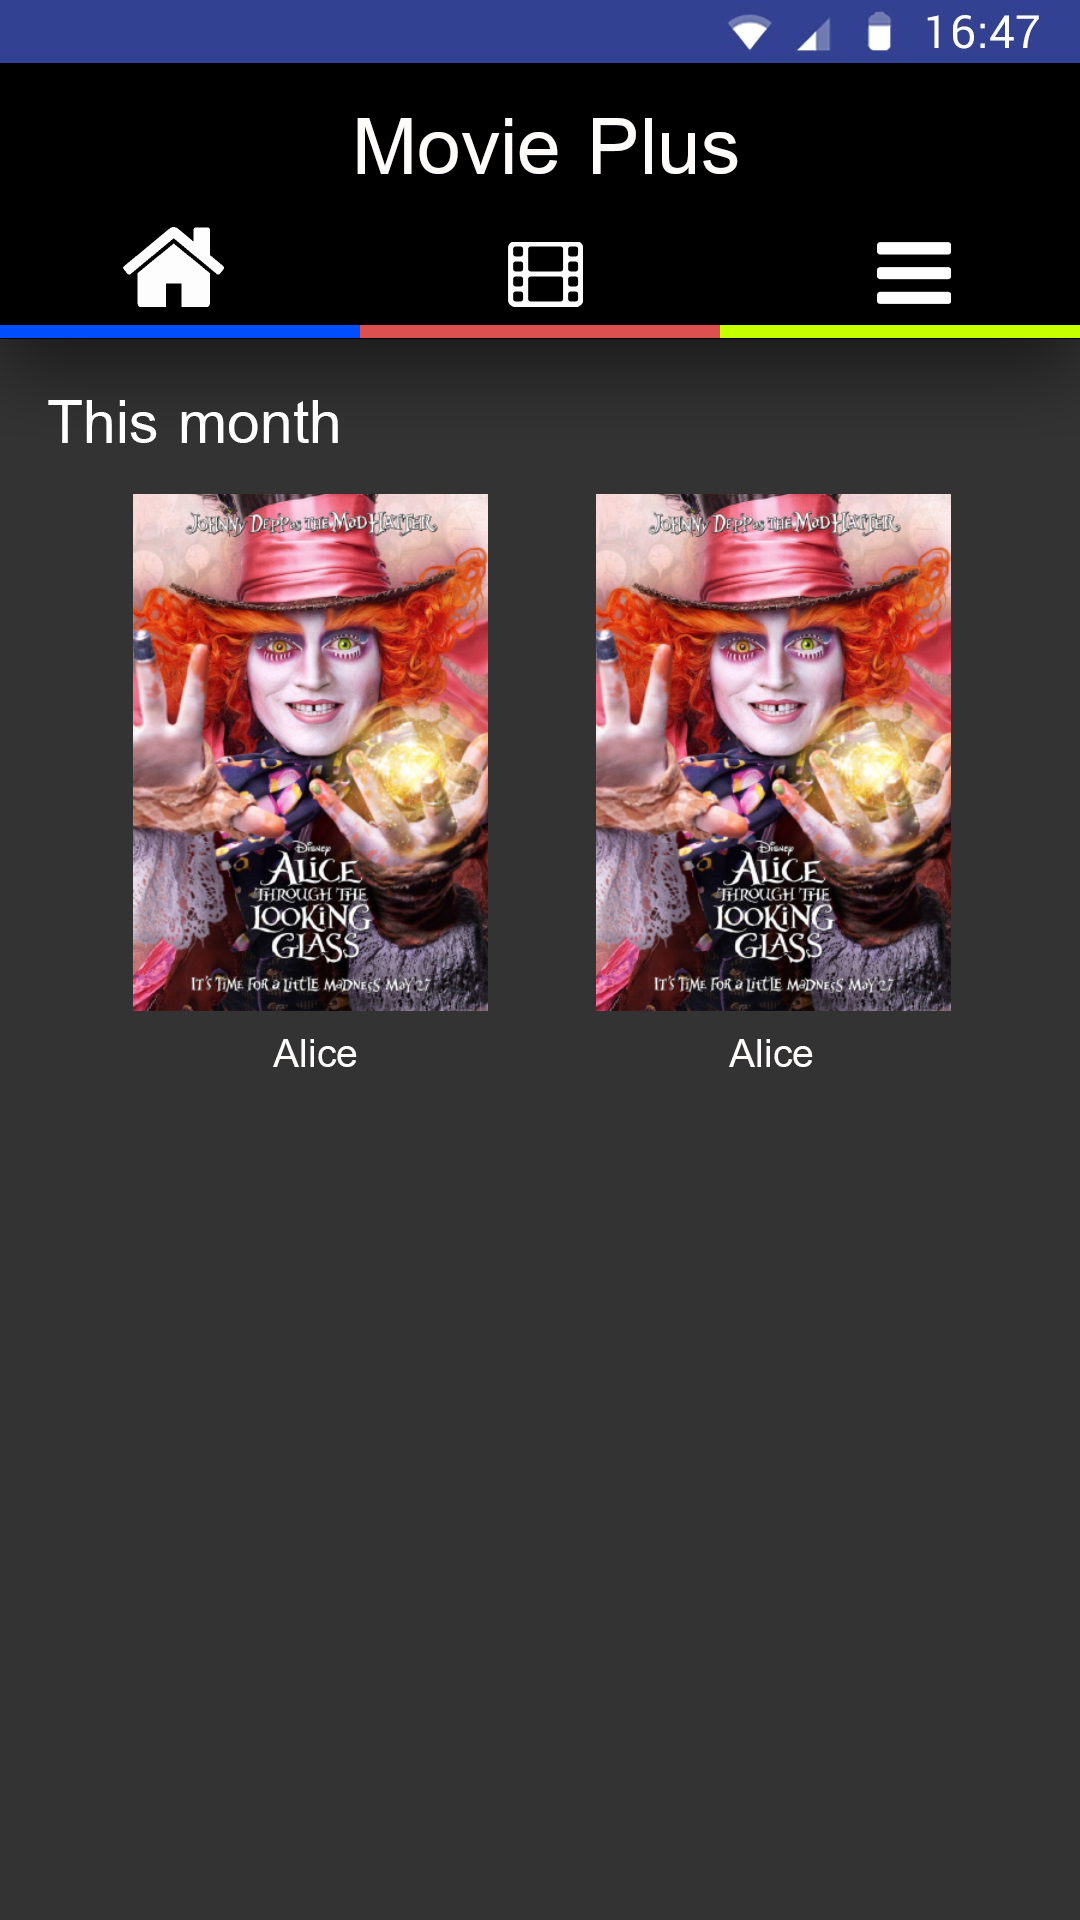 16:47
Movie Plus
This month
JOHNNY DEPP as THE MaD HATTER
JOHNNY DEPP as THE MaD HATTER
DISNEY
ALiCE
THROUGH THE
LOOKiNG
GLASS
IT'S TiME FOR a LittLE MaDNESS MaY 27
DISNEY
ALiCE
THROUGH THE
LOOKiNG
GLASS
IT'S TiME FOR a LittLE MaDNESS MaY 27
Alice
Alice